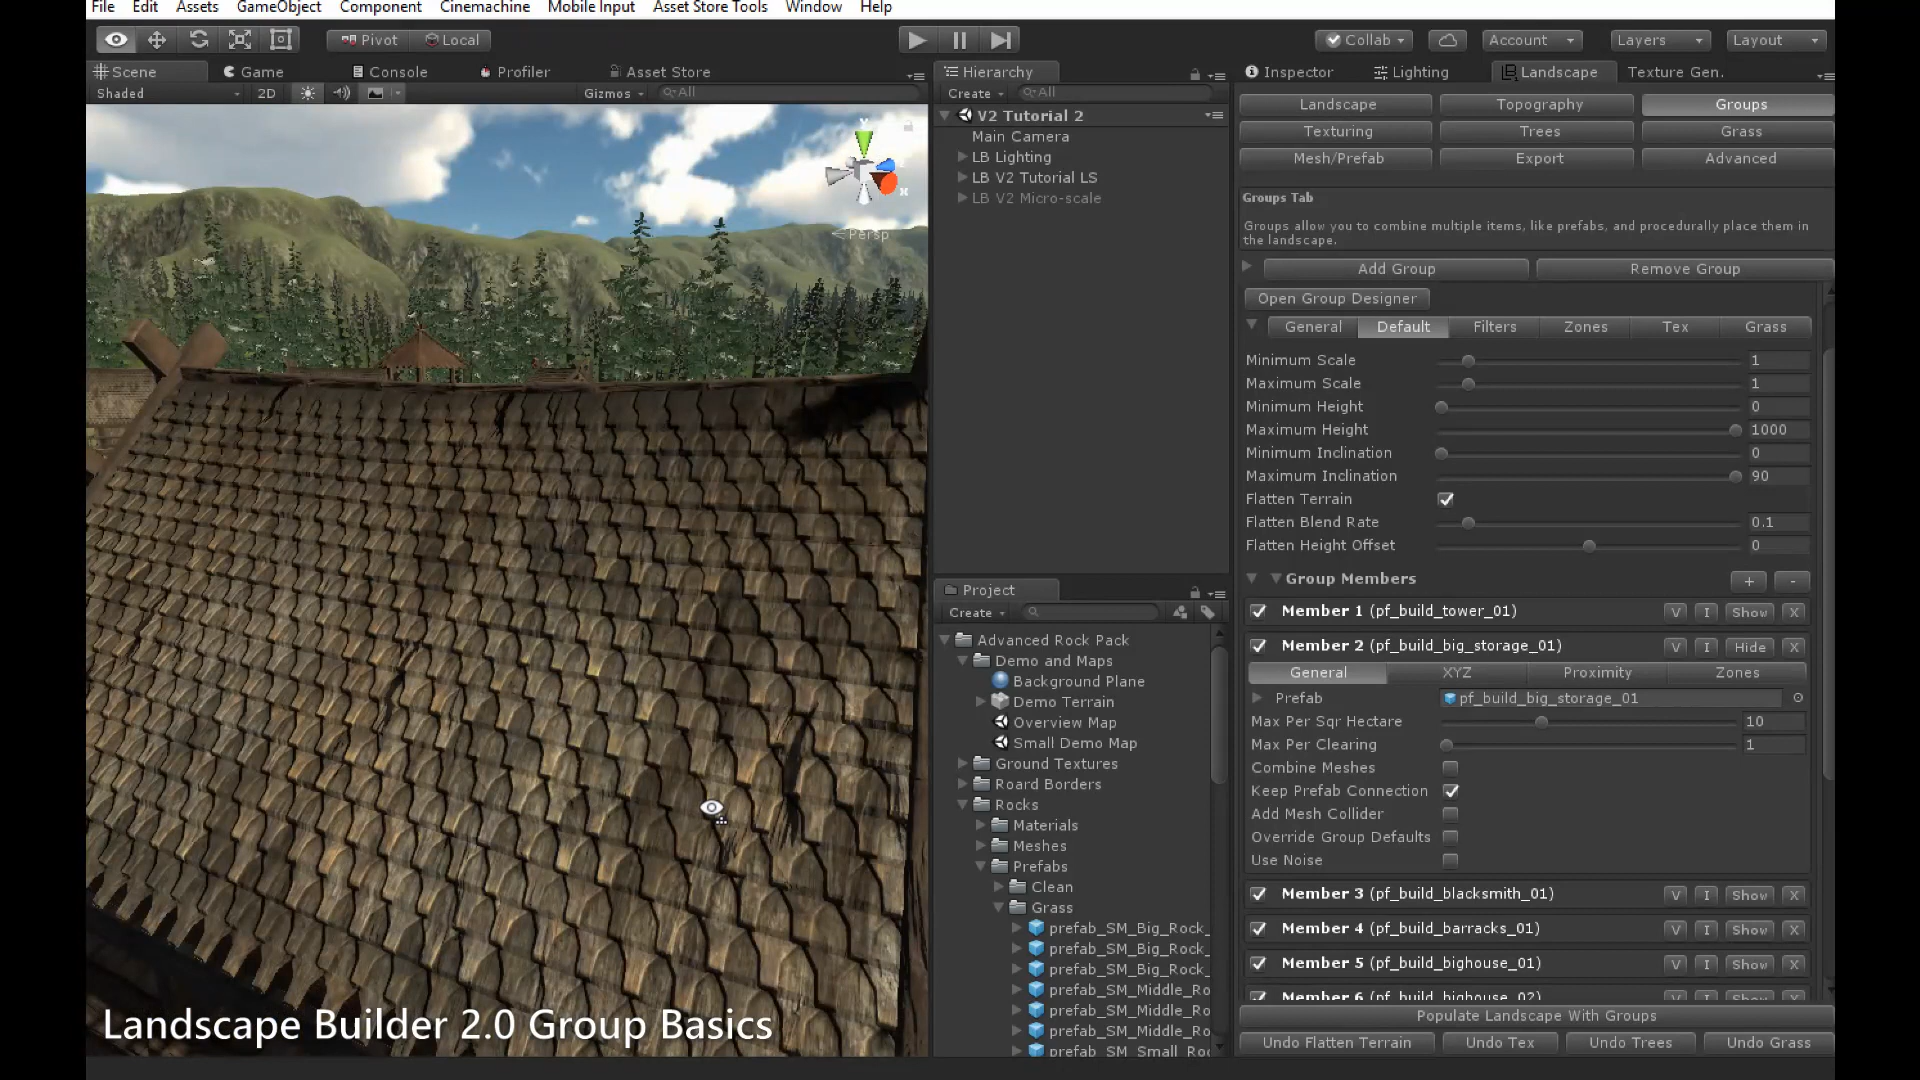 File Edit Assets GameObject Component Cinemachine Mobile Input Asset Store Tools Window Help
Pivot Local Collab Account Layers Layout
Scene Game Console Profiler Asset Store
Shaded 2D Gizmos All
y
x
Persp
Hierarchy
Create All
V2 Tutorial 2
Main Camera
LB Lighting
LB V2 Tutorial LS
LB V2 Micro-scale
Project
Create
Advanced Rock Pack
Demo and Maps
Background Plane
Demo Terrain
Overview Map
Small Demo Map
Ground Textures
Roard Borders
Rocks
Materials
Meshes
Prefabs
Clean
Grass
prefab_SM_Big_Rock_
prefab_SM_Big_Rock_
prefab_SM_Big_Rock_
prefab_SM_Middle_Ro
prefab_SM_Middle_Ro
prefab_SM_Middle_Ro
prefab_SM_Small_Roc
Inspector Lighting Landscape Texture Gen.
Landscape Topography Groups
Texturing Trees Grass
Mesh/Prefab Export Advanced
Groups Tab
Groups allow you to combine multiple items, like prefabs, and procedurally place them in
the landscape.
Add Group Remove Group
Open Group Designer
General Default Filters Zones Tex Grass
Minimum Scale 1
Maximum Scale 1
Minimum Height 0
Maximum Height 1000
Minimum Inclination 0
Maximum Inclination 90
Flatten Terrain
Flatten Blend Rate 0.1
Flatten Height Offset 0
Group Members + -
Member 1 (pf_build_tower_01) V I Show X
Member 2 (pf_build_big_storage_01) V I Hide X
General XYZ Proximity Zones
Prefab pf_build_big_storage_01
Max Per Sqr Hectare 10
Max Per Clearing 1
Combine Meshes
Keep Prefab Connection
Add Mesh Collider
Override Group Defaults
Use Noise
Member 3 (pf_build_blacksmith_01) V I Show X
Member 4 (pf_build_barracks_01) V I Show X
Member 5 (pf_build_bighouse_01) V I Show X
Member 6 (pf_build_bighouse_02) V I Show X
Populate Landscape With Groups
Undo Flatten Terrain Undo Tex Undo Trees Undo Grass
Landscape Builder 2.0 Group Basics